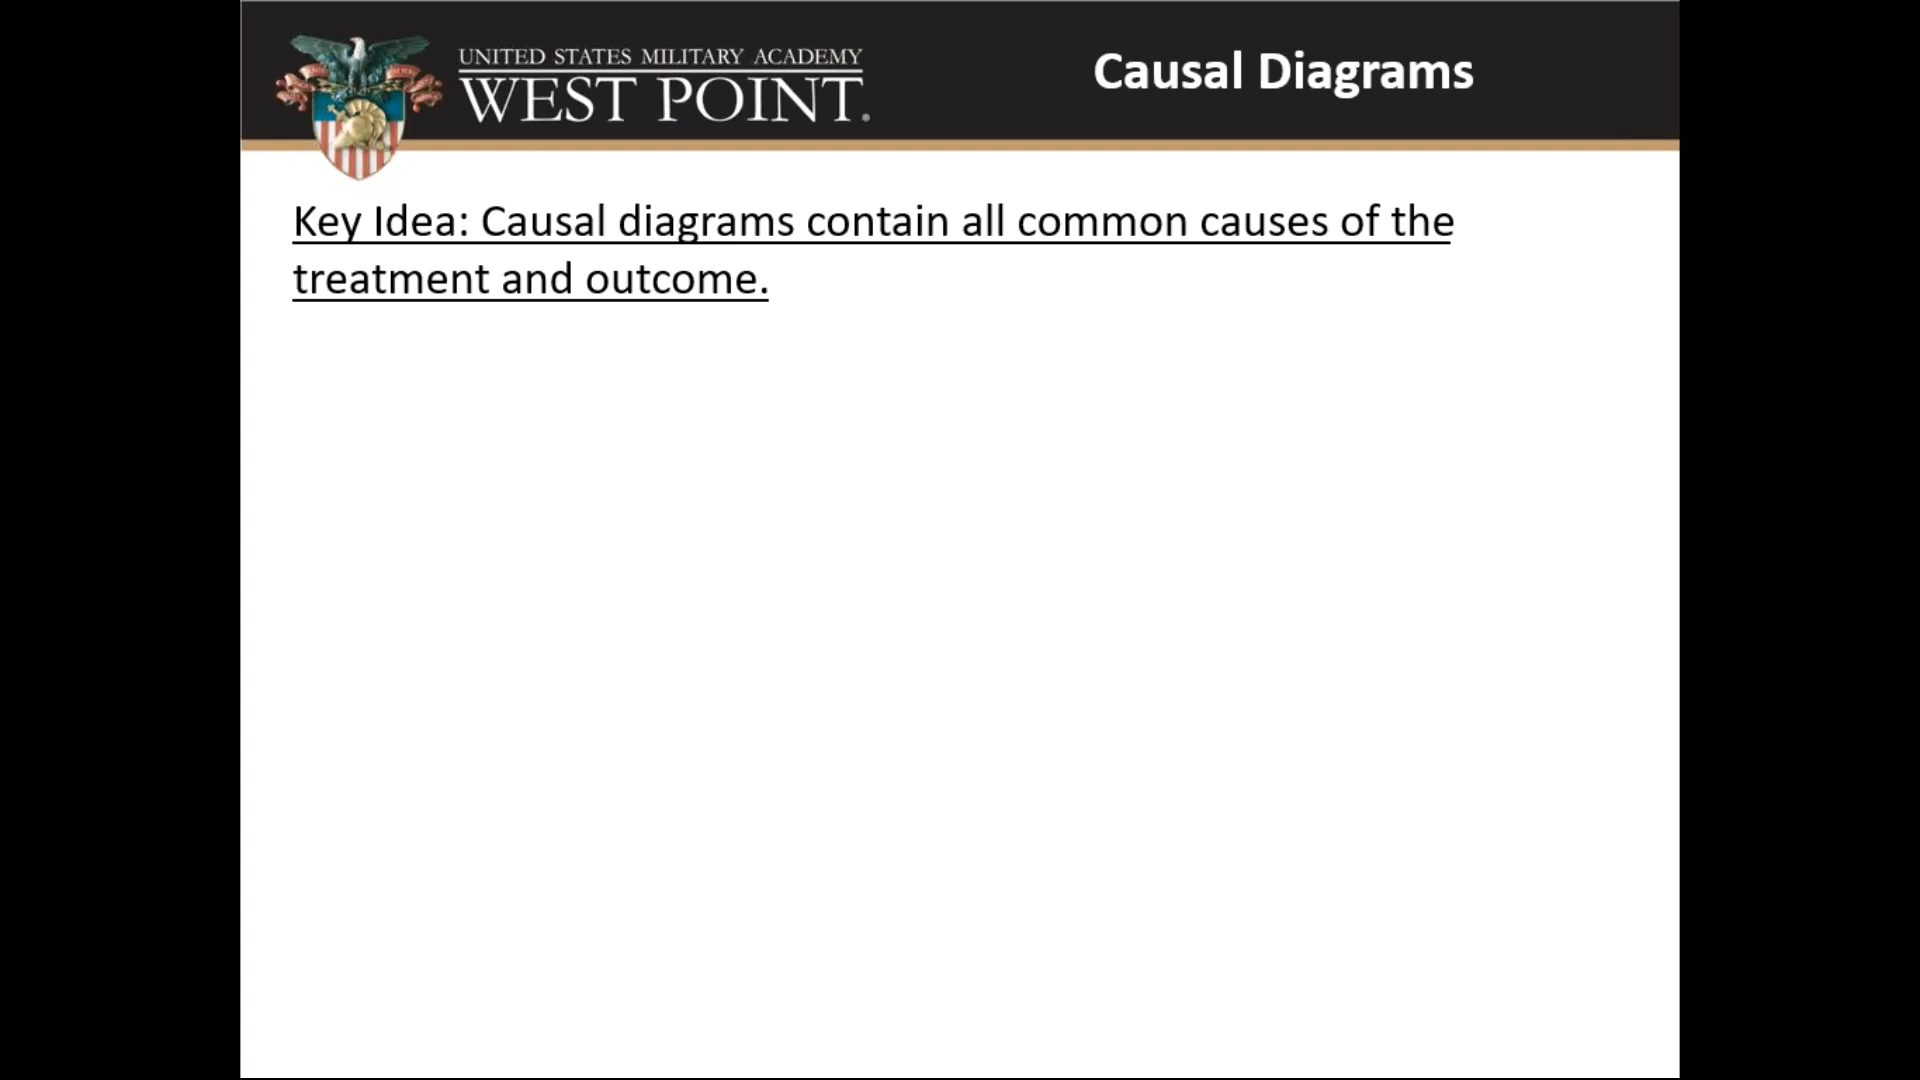 UNITED STATES MILITARY ACADEMY
WEST POINT®
Causal Diagrams
Key Idea: Causal diagrams contain all common causes of the
treatment and outcome.